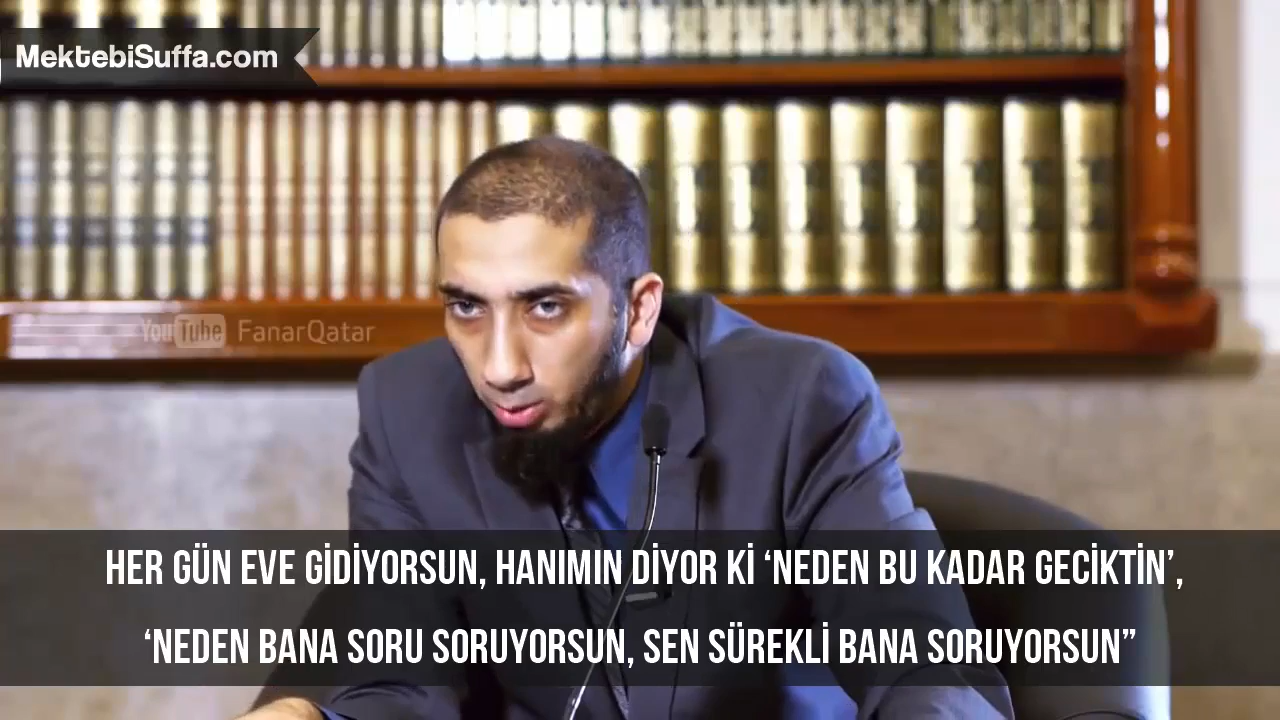 MektebiSuffa.com
YouTube FanarQatar
HER GÜN EVE GİDİYORSUN, HANIMIN DİYOR Kİ ‘NEDEN BU KADAR GECİKTİN’,
‘NEDEN BANA SORU SORUYORSUN, SEN SÜREKLİ BANA SORUYORSUN”